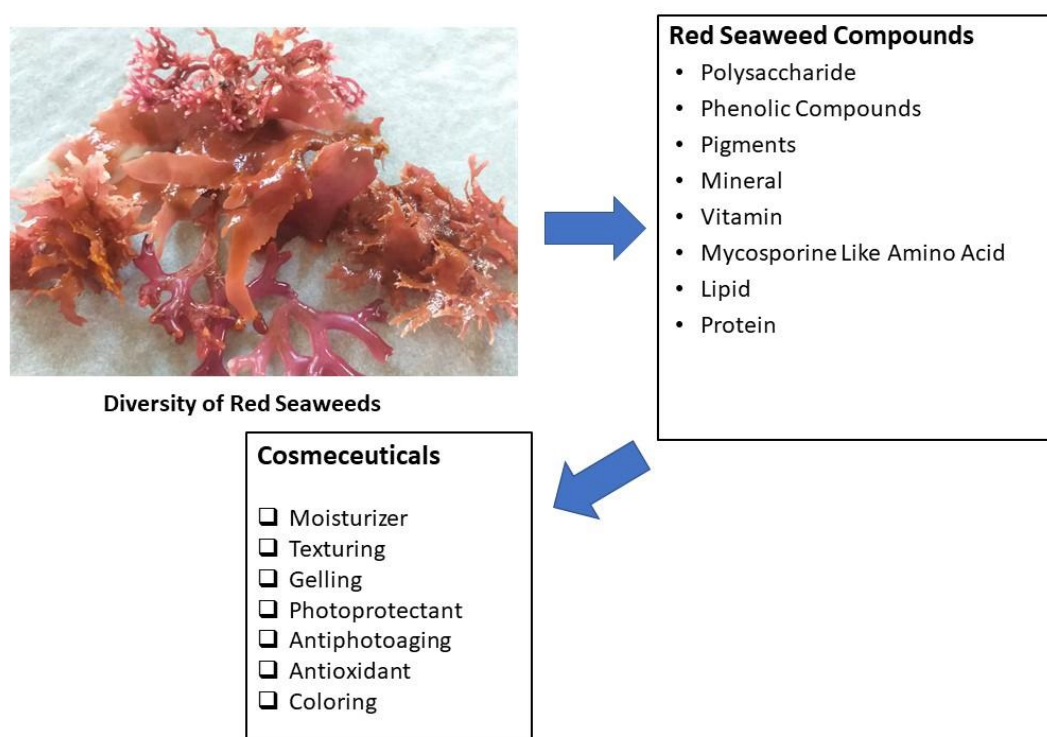 Diversity of Red Seaweeds
Red Seaweed Compounds
• Polysaccharide
• Phenolic Compounds
• Pigments
• Mineral
• Vitamin
• Mycosporine Like Amino Acid
• Lipid
• Protein
Cosmeceuticals
❑ Moisturizer
❑ Texturing
❑ Gelling
❑ Photoprotectant
❑ Antiphotoaging
❑ Antioxidant
❑ Coloring